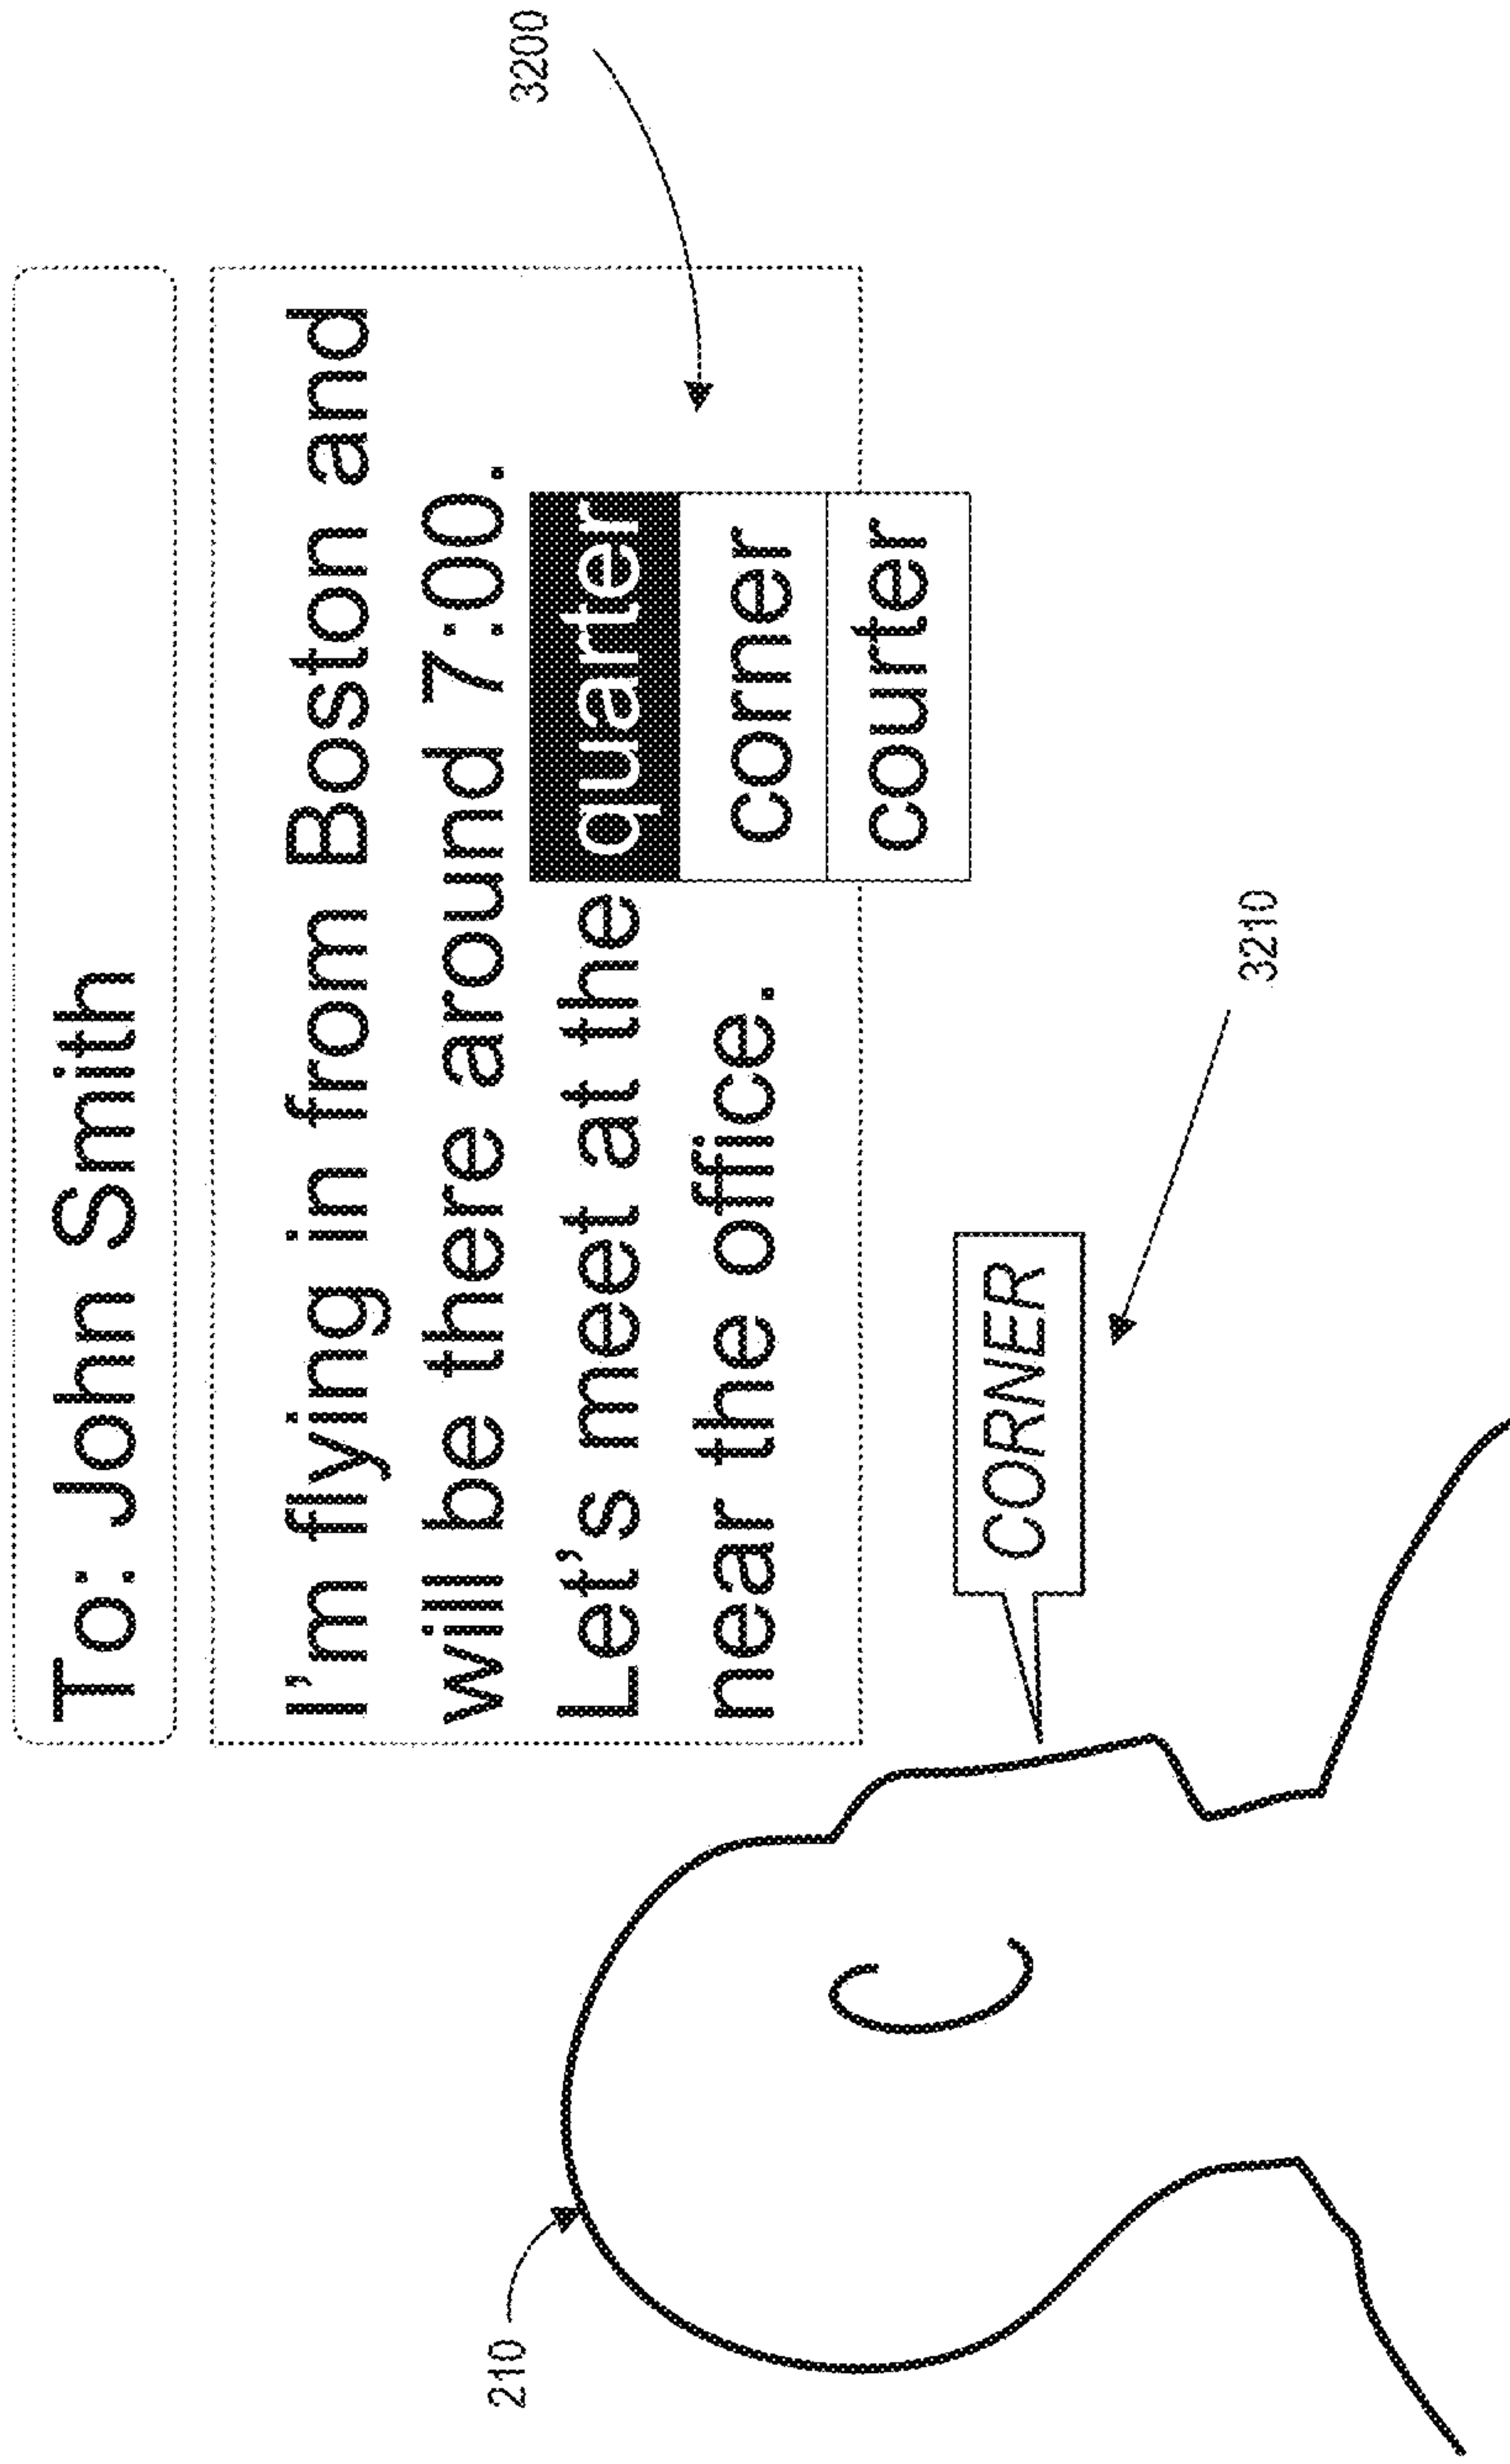 To: John Smith
I'm flying in from Boston and
will be there around 7:00.
Let's meet at the quarter
corner
near the office.
courter
3200
CORNER
3210
210